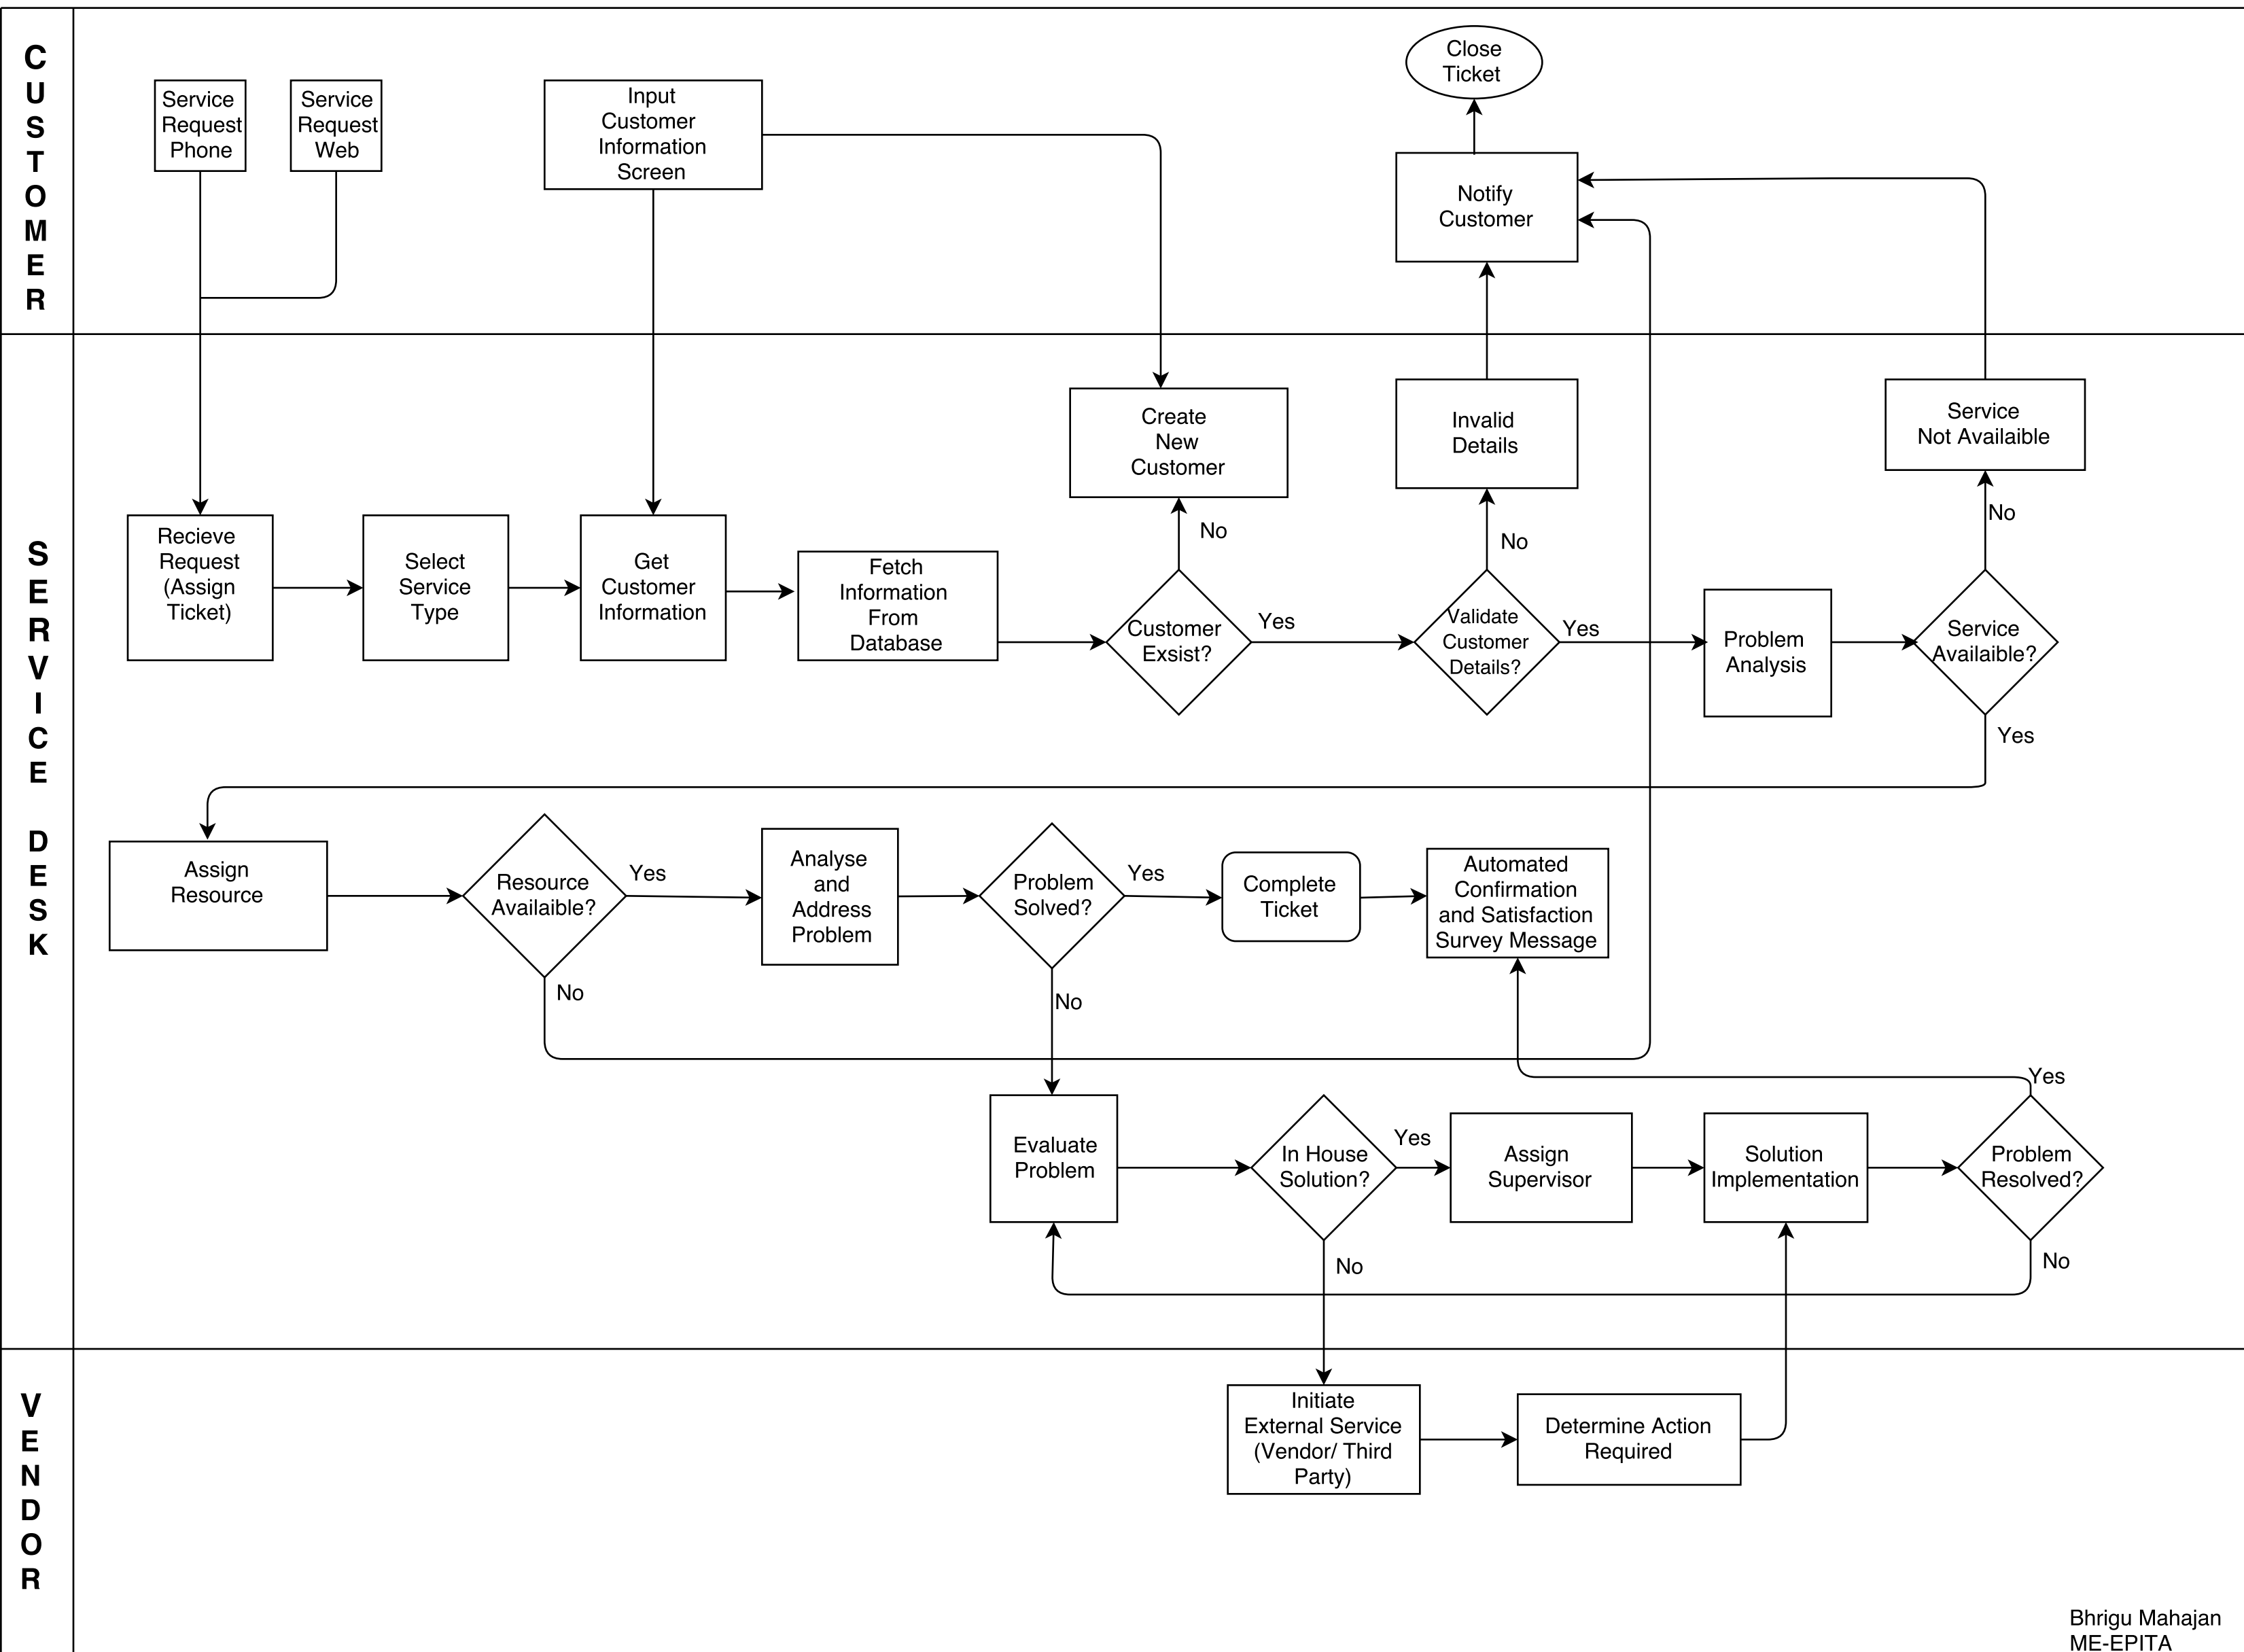 CUSTOMER
Service
Request
Phone
Service
Request
Web
Input
Customer
Information
Screen
Close
Ticket
Notify
Customer
SERVICE DESK
Create
New
Customer
Invalid
Details
Service
Not Availaible
No
No
No
Recieve
Request
(Assign
Ticket)
Select
Service
Type
Get
Customer
Information
Fetch
Information
From
Database
Customer
Exsist?
Yes
Validate
Customer
Details?
Yes
Problem
Analysis
Service
Availaible?
Yes
Assign
Resource
Resource
Availaible?
Yes
No
Analyse
and
Address
Problem
Problem
Solved?
Yes
No
Complete
Ticket
Automated
Confirmation
and Satisfaction
Survey Message
Evaluate
Problem
In House
Solution?
Yes
No
Assign
Supervisor
Solution
Implementation
Problem
Resolved?
Yes
No
VENDOR
Initiate
External Service
(Vendor/ Third
Party)
Determine Action
Required
Bhrigu Mahajan
ME-EPITA